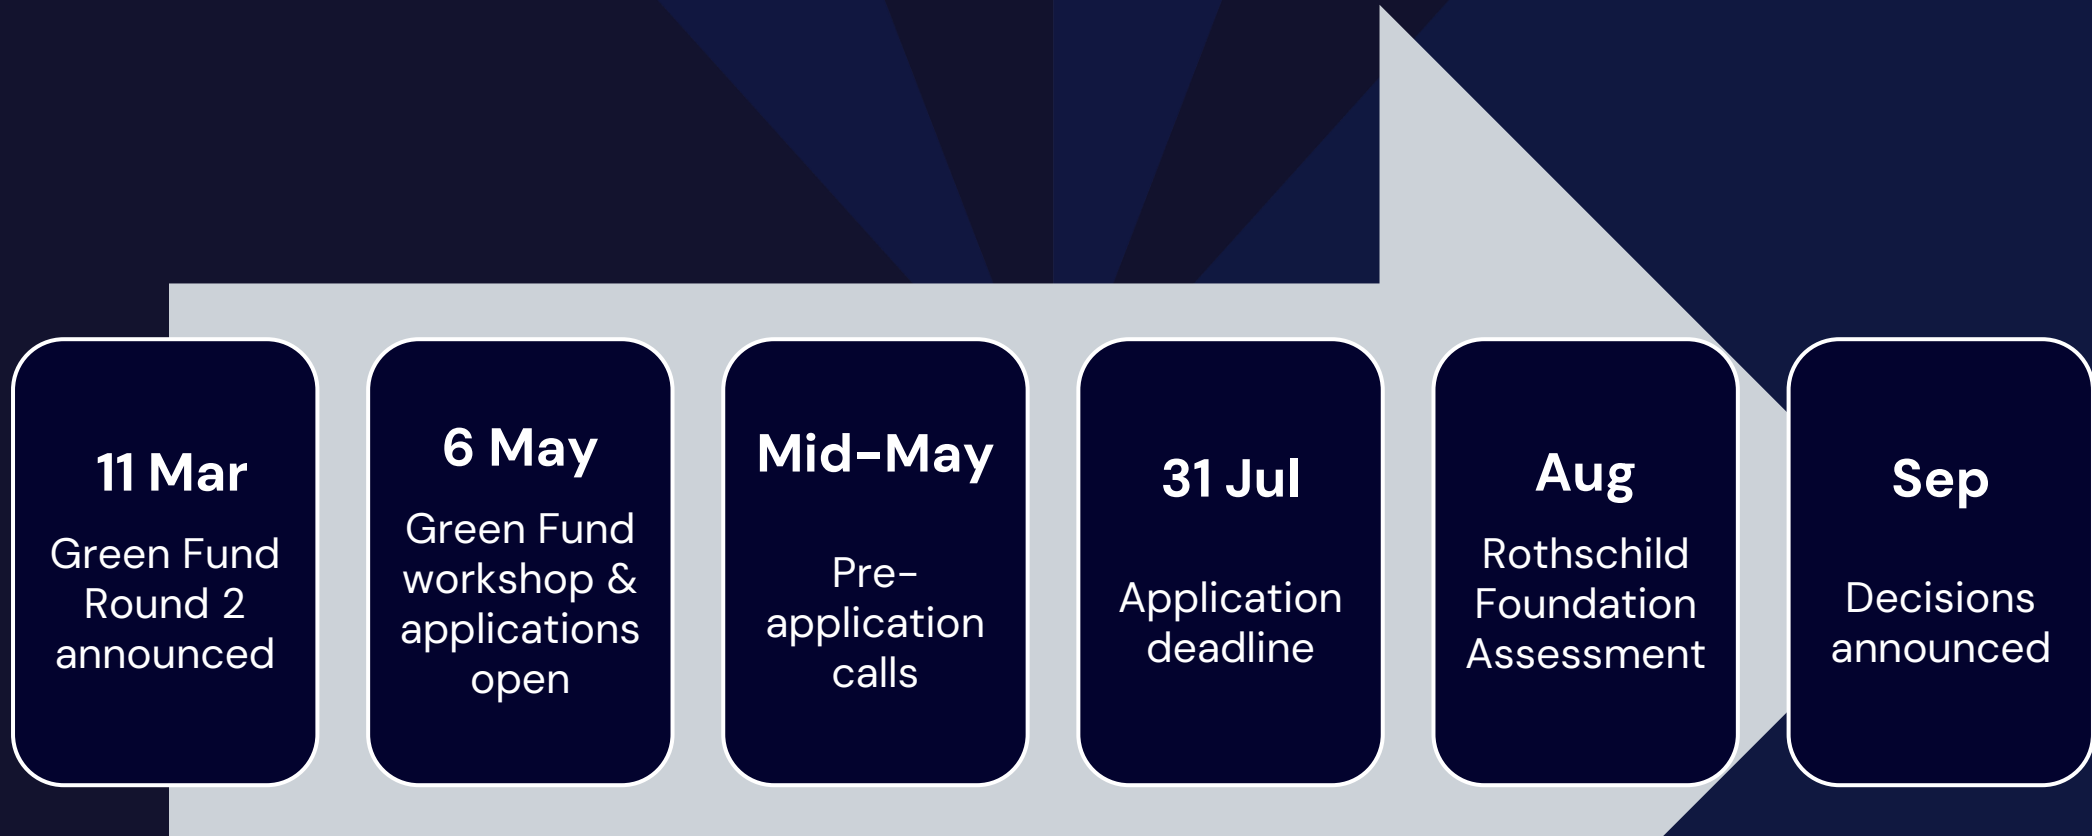 11 Mar
Green Fund
Round 2
announced
6 May
Green Fund
workshop &
applications
open
Mid-May
Pre-
application
calls
31 Jul
Application
deadline
Aug
Rothschild
Foundation
Assessment
Sep
Decisions
announced